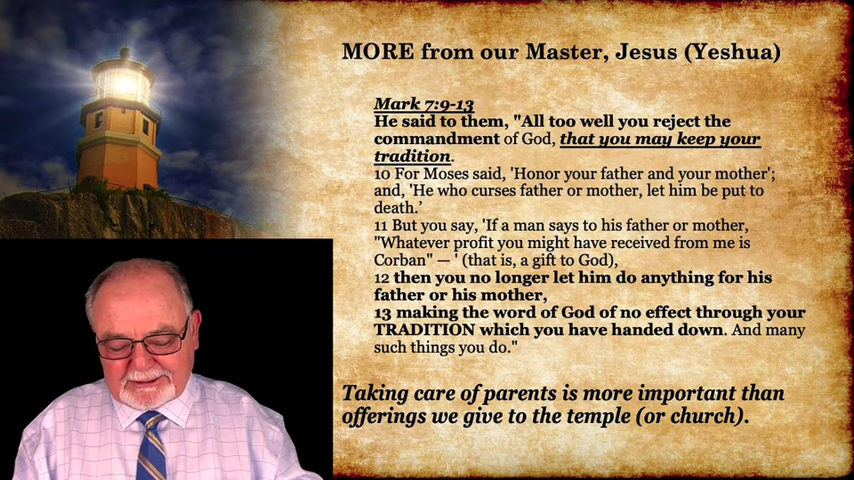 MORE from our Master, Jesus (Yeshua)
Mark 7:9-13
He said to them, "All too well you reject the
commandment of God, that you may keep your
tradition.
10 For Moses said, 'Honor your father and your mother';
and, 'He who curses father or mother, let him be put to
death.'
11 But you say, 'If a man says to his father or mother,
"Whatever profit you might have received from me is
Corban" — ' (that is, a gift to God),
12 then you no longer let him do anything for his
father or his mother,
13 making the word of God of no effect through your
TRADITION which you have handed down. And many
such things you do."
Taking care of parents is more important than
offerings we give to the temple (or church).